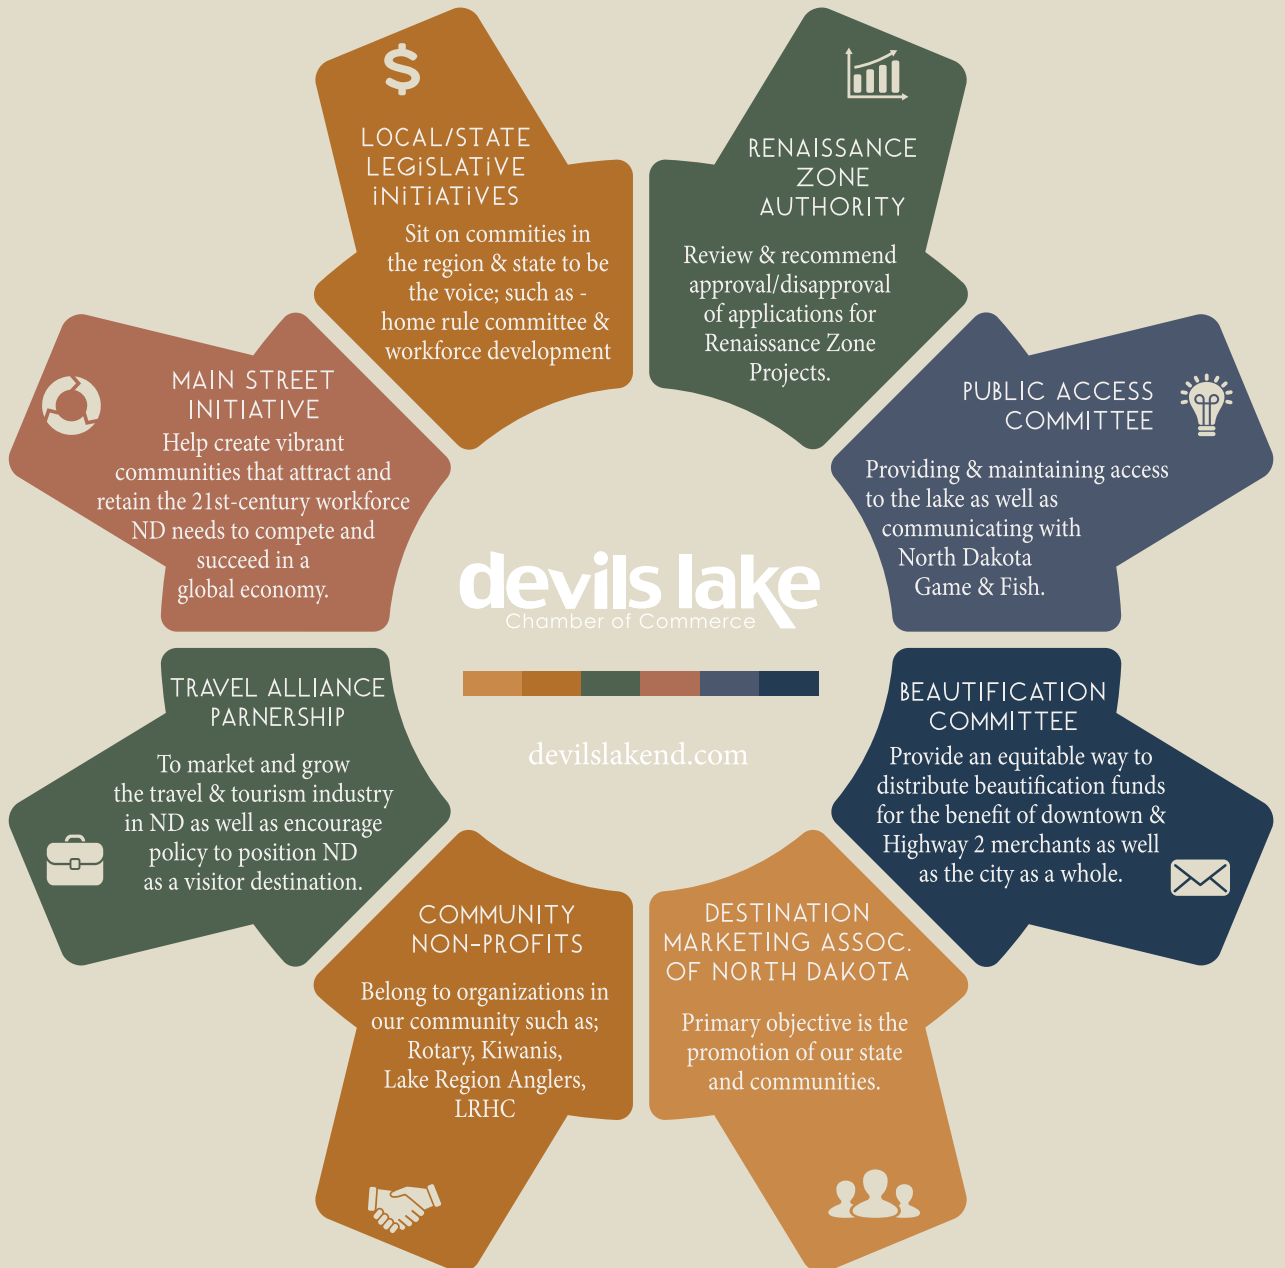 LOCAL/STATE
LEGiSLATiVE
iNiTiATiVES
Sit on commities in
the region & state to be
the voice; such as -
home rule committee &
workforce development
RENAISSANCE
ZONE
AUTHORITY
Review & recommend
approval/disapproval
of applications for
Renaissance Zone
Projects.
MAIN STREET
INITIATIVE
Help create vibrant
communities that attract and
retain the 21st-century workforce
ND needs to compete and
succeed in a
global economy.
PUBLIC ACCESS
COMMITTEE
Providing & maintaining access
to the lake as well as
communicating with
North Dakota
Game & Fish.
devils lake
Chamber of Commerce
devilslakend.com
TRAVEL ALLIANCE
PARNERSHIP
To market and grow
the travel & tourism industry
in ND as well as encourage
policy to position ND
as a visitor destination.
BEAUTIFICATION
COMMITTEE
Provide an equitable way to
distribute beautification funds
for the benefit of downtown &
Highway 2 merchants as well
as the city as a whole.
COMMUNITY
NON-PROFITS
Belong to organizations in
our community such as;
Rotary, Kiwanis,
Lake Region Anglers,
LRHC
DESTINATION
MARKETING ASSOC.
OF NORTH DAKOTA
Primary objective is the
promotion of our state
and communities.